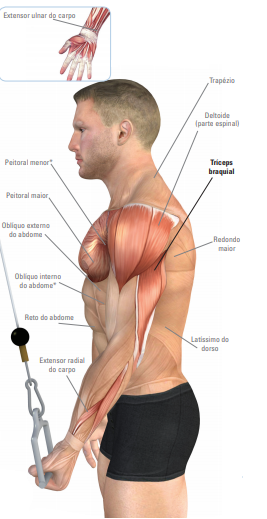 Extensor ulnar do carpo
Trapézio
Deltoide
(parte espinal)
Tríceps
braquial
Peitoral menor*
Peitoral maior
Oblíquo externo
do abdome
Redondo
maior
Oblíquo interno
do abdome*
Reto do abdome
Latíssimo do
dorso
Extensor radial
do carpo